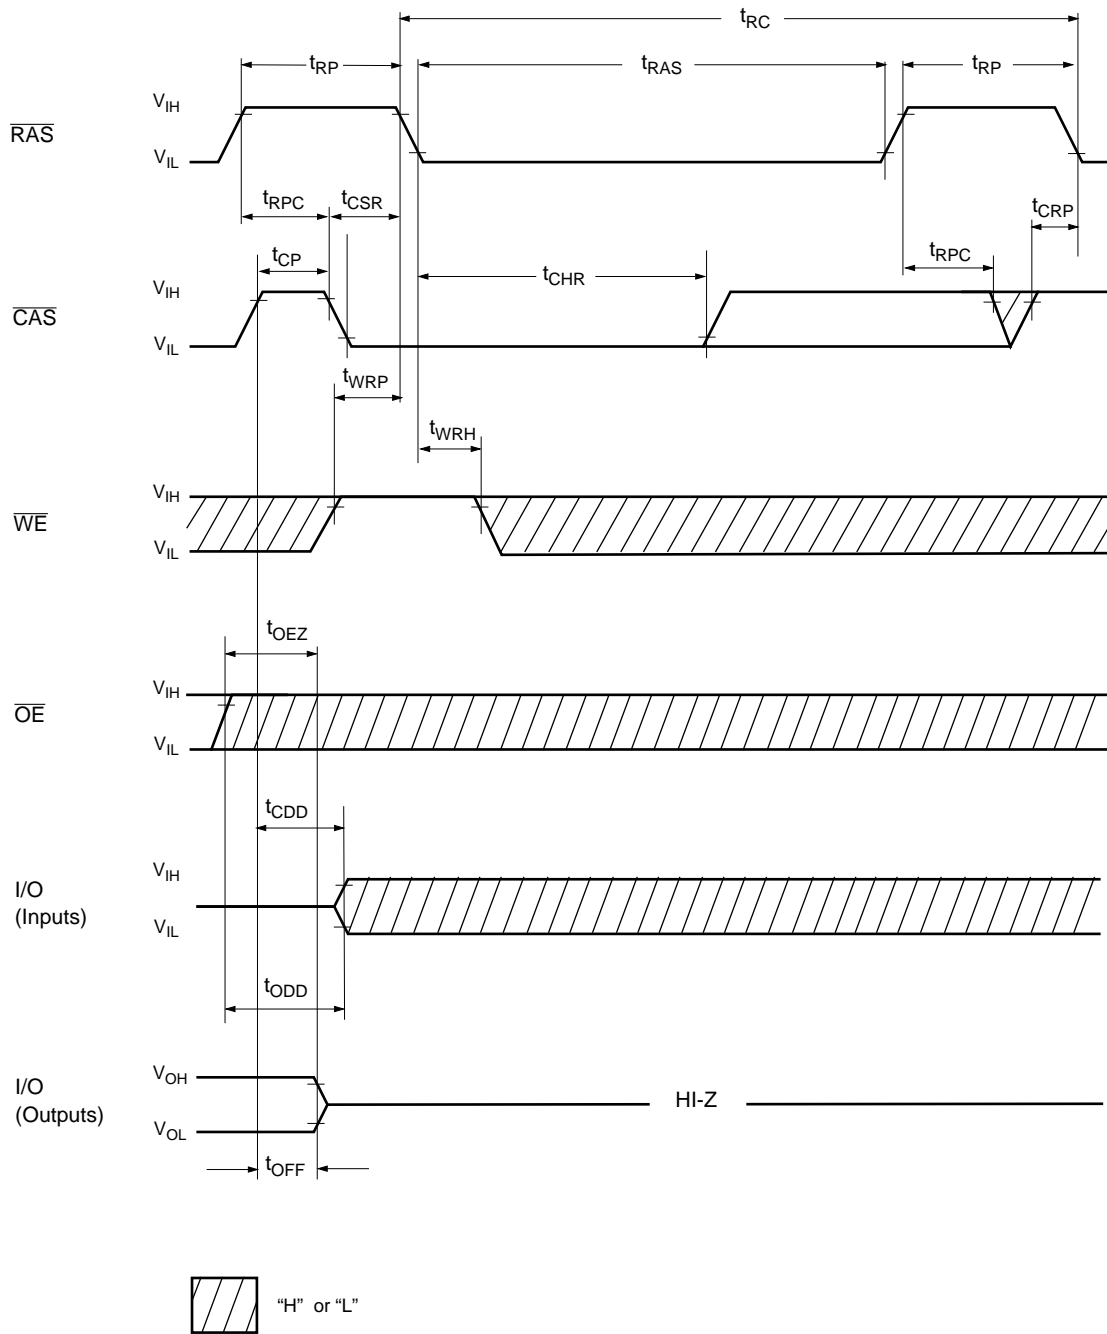 tRC
tRP tRAS tRP
VIH
RAS
VIL
tRPC tCSR tCRP
tCP tCHR tRPC
VIH
CAS
VIL
tWRP
tWRH
VIH
WE
VIL
tOEZ
VIH
OE
VIL
tCDD
VIH
I/O
(Inputs)
VIL
tODD
VOH
I/O
(Outputs)
HI-Z
VOL
tOFF
“H” or “L”